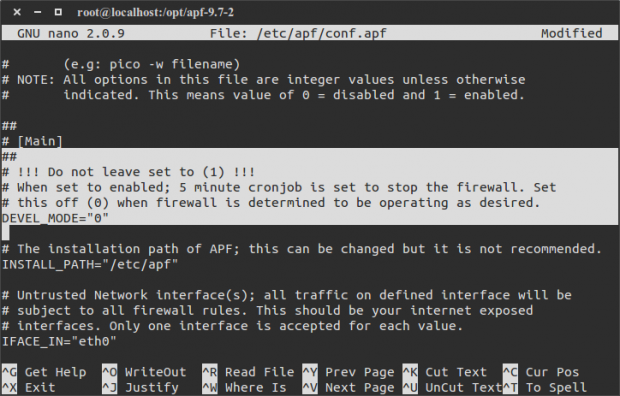 root@localhost:/opt/apf-9.7-2
GNU nano 2.0.9 File: /etc/apf/conf.apf Modified
# (e.g: pico -w filename)
# NOTE: All options in this file are integer values unless otherwise
# indicated. This means value of 0 = disabled and 1 = enabled.
##
# [Main]
##
# !!! Do not leave set to (1) !!!
# When set to enabled; 5 minute cronjob is set to stop the firewall. Set
# this off (0) when firewall is determined to be operating as desired.
DEVEL_MODE="0"
# The installation path of APF; this can be changed but it is not recommended.
INSTALL_PATH="/etc/apf"
# Untrusted Network interface(s); all traffic on defined interface will be
# subject to all firewall rules. This should be your internet exposed
# interfaces. Only one interface is accepted for each value.
IFACE_IN="eth0"
^G Get Help ^O WriteOut ^R Read File ^Y Prev Page ^K Cut Text ^C Cur Pos
^X Exit ^J Justify ^W Where Is ^V Next Page ^U UnCut Text^T To Spell